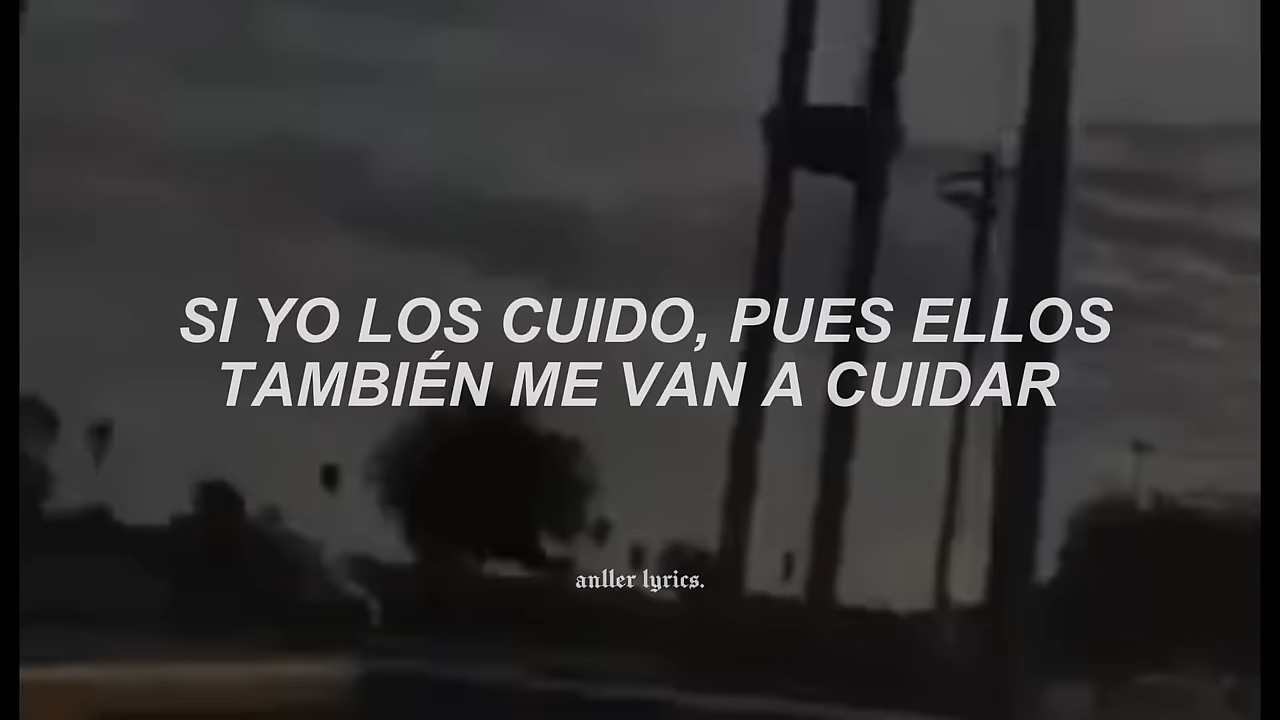 SI YO LOS CUIDO, PUES ELLOS
TAMBIÉN ME VAN A CUIDAR
anller lyrics.